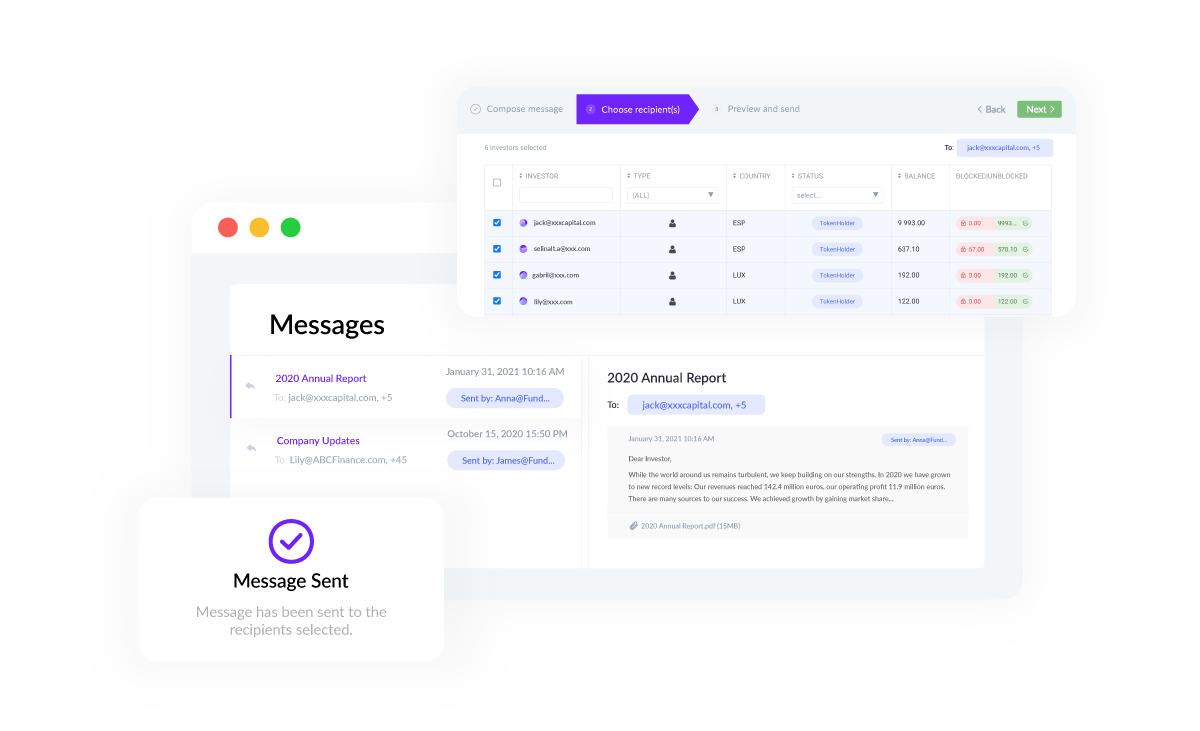 Compose message
2 Choose recipient(s)
3 Preview and send
Back
Next
6 investors selected
To: jack@xxxcapital.com, +5
INVESTOR TYPE COUNTRY STATUS BALANCE BLOCKED|UNBLOCKED
(ALL) select...
jack@xxxcapital.com ESP TokenHolder 9 993.00 0.00 9993...
selinalt.a@xxx.com ESP TokenHolder 637.10 67.00 570.10
gabril@xxx.com LUX TokenHolder 192.00 0.00 192.00
lily@xxx.com LUX TokenHolder 122.00 0.00 122.00
Messages
2020 Annual Report
January 31, 2021 10:16 AM
To: jack@xxxcapital.com, +5
Sent by: Anna@Fund...
Company Updates
October 15, 2020 15:50 PM
To: Lily@ABCFinance.com, +45
Sent by: James@Fund...
2020 Annual Report
To: jack@xxxcapital.com, +5
January 31, 2021 10:16 AM
Sent by: Anna@Fund...
Dear Investor,
While the world around us remains turbulent, we keep building on our strengths. In 2020 we have grown
to new record levels: Our revenues reached 142.4 million euros, our operating profit 11.9 million euros.
There are many sources to our success. We achieved growth by gaining market share...
2020 Annual Report.pdf (15MB)
Message Sent
Message has been sent to the
recipients selected.